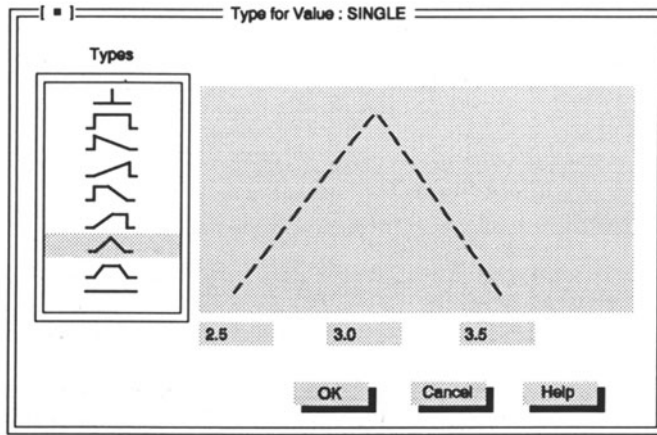 [ ■ ] Type for Value : SINGLE
Types
2.5 3.0 3.5
OK Cancel Help